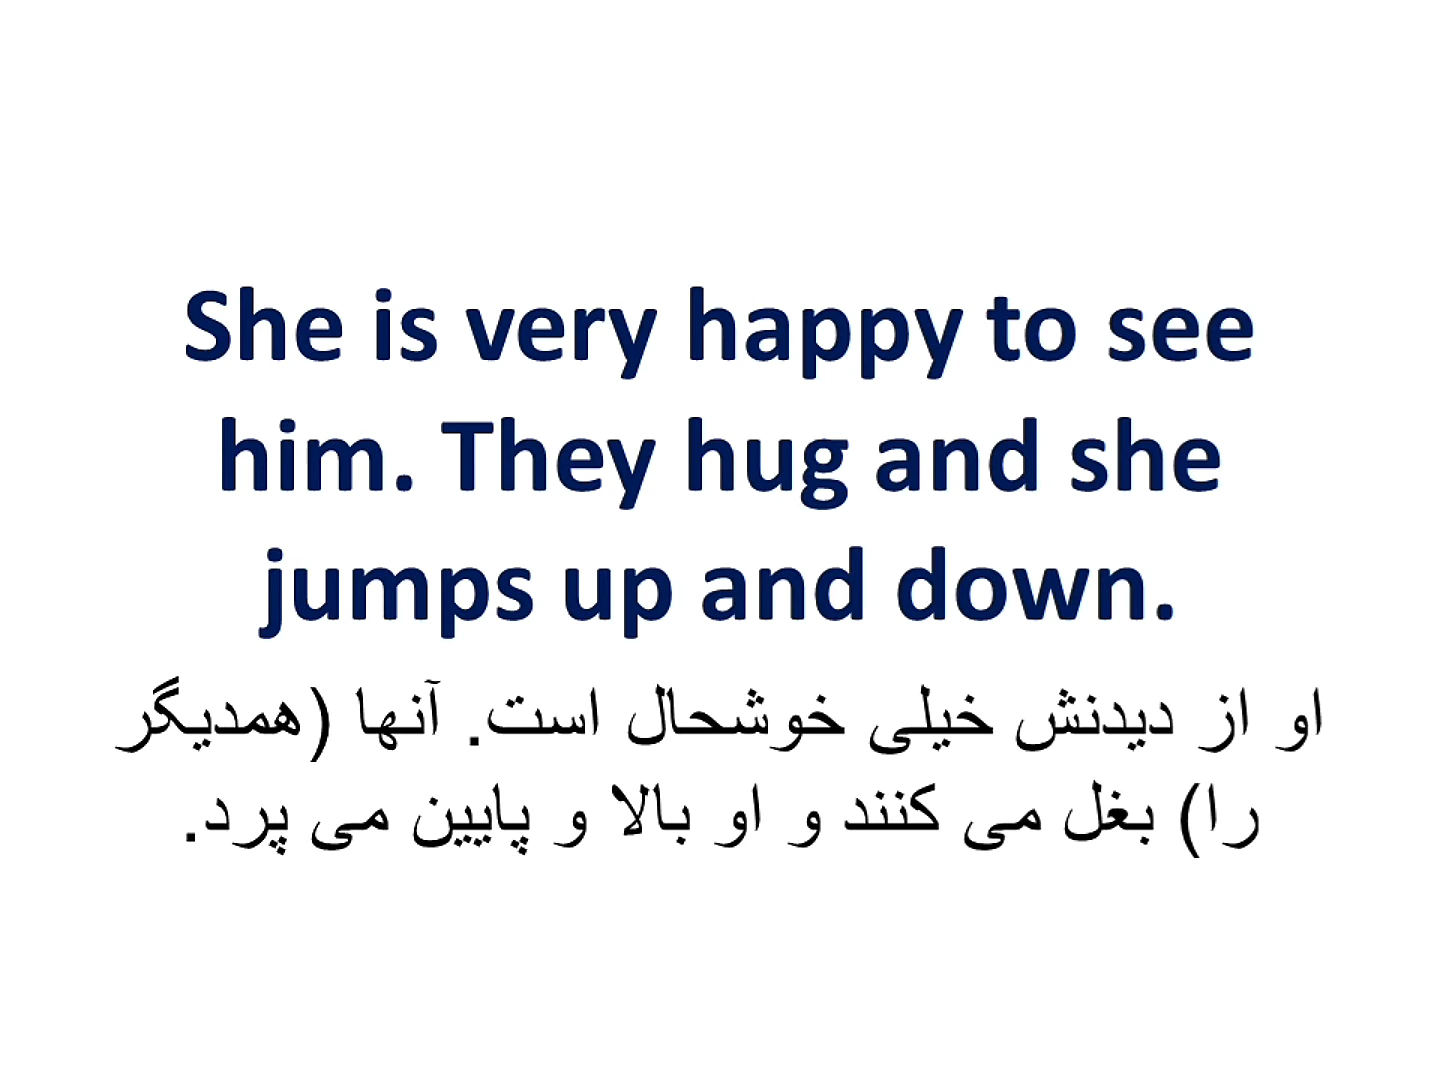 She is very happy to see
him. They hug and she
jumps up and down.
او از دیدنش خیلی خوشحال است. آنها (همدیگر
را) بغل می کنند و او بالا و پایین می پرد.